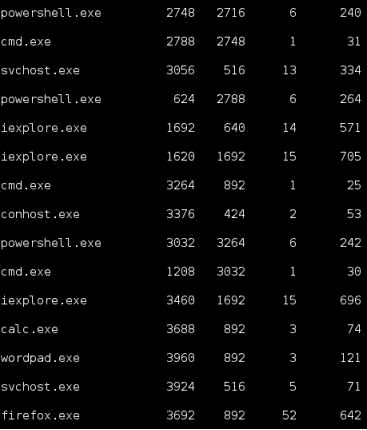 powershell.exe 2748 2716 6 240
cmd.exe 2788 2748 1 31
svchost.exe 3056 516 13 334
powershell.exe 624 2788 6 264
iexplore.exe 1692 640 14 571
iexplore.exe 1620 1692 15 705
cmd.exe 3264 892 1 25
conhost.exe 3376 424 2 53
powershell.exe 3032 3264 6 242
cmd.exe 1208 3032 1 30
iexplore.exe 3460 1692 15 696
calc.exe 3688 892 3 74
wordpad.exe 3960 892 3 121
svchost.exe 3924 516 5 71
firefox.exe 3692 892 52 642